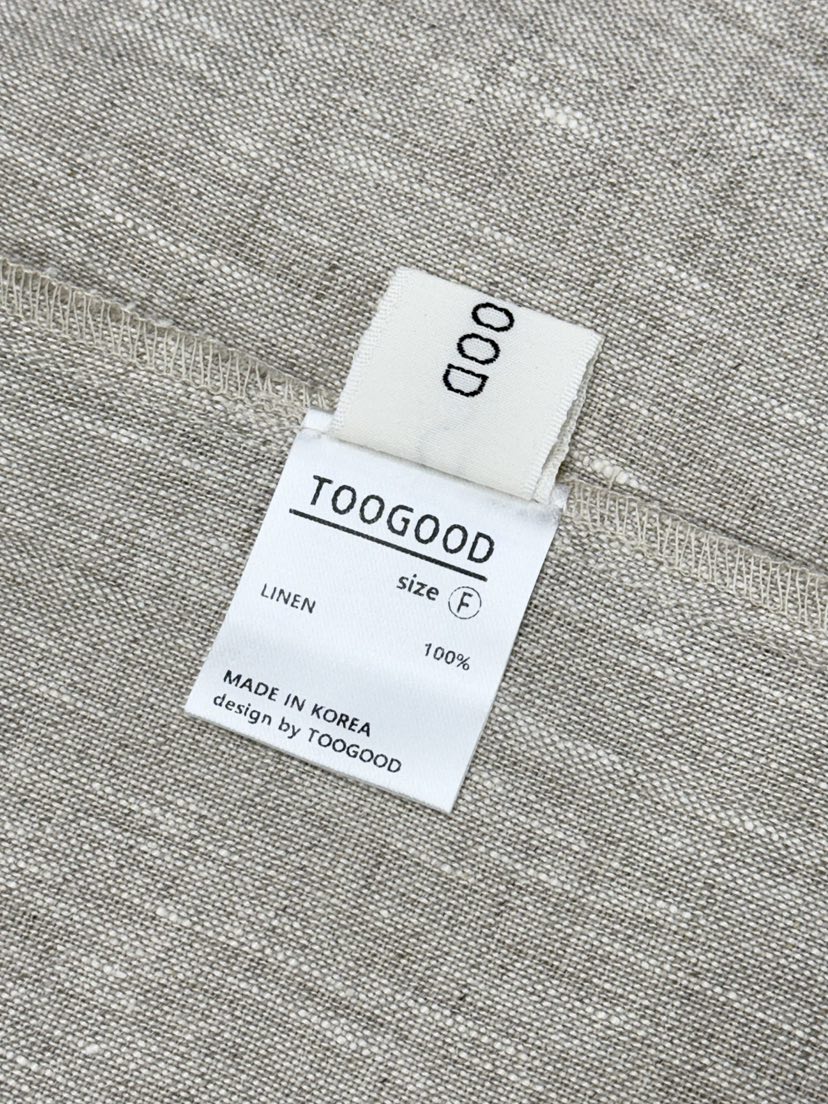 OOD
TOOGOOD
size F
LINEN
100%
MADE IN KOREA
design by TOOGOOD